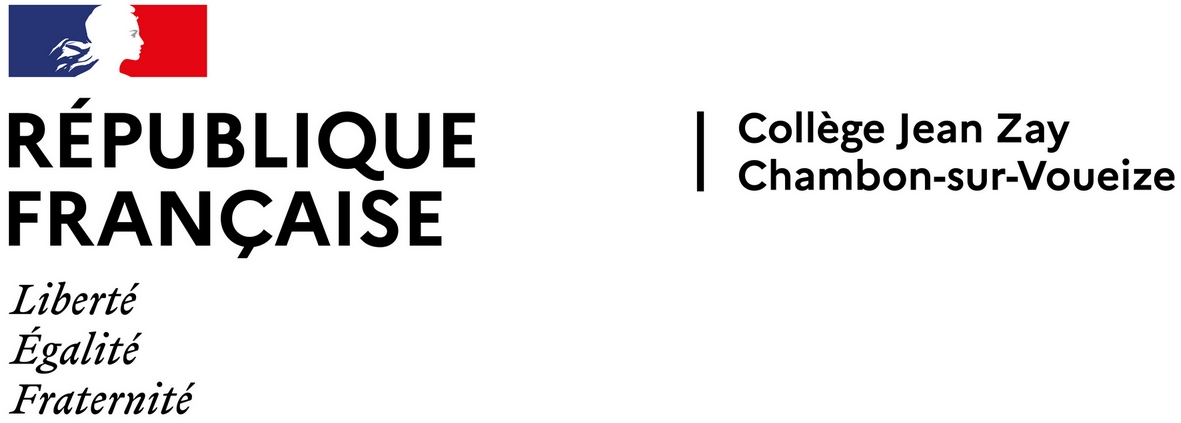 RÉPUBLIQUE
FRANÇAISE
Liberté
Égalité
Fraternité
Collège Jean Zay
Chambon-sur-Voueize